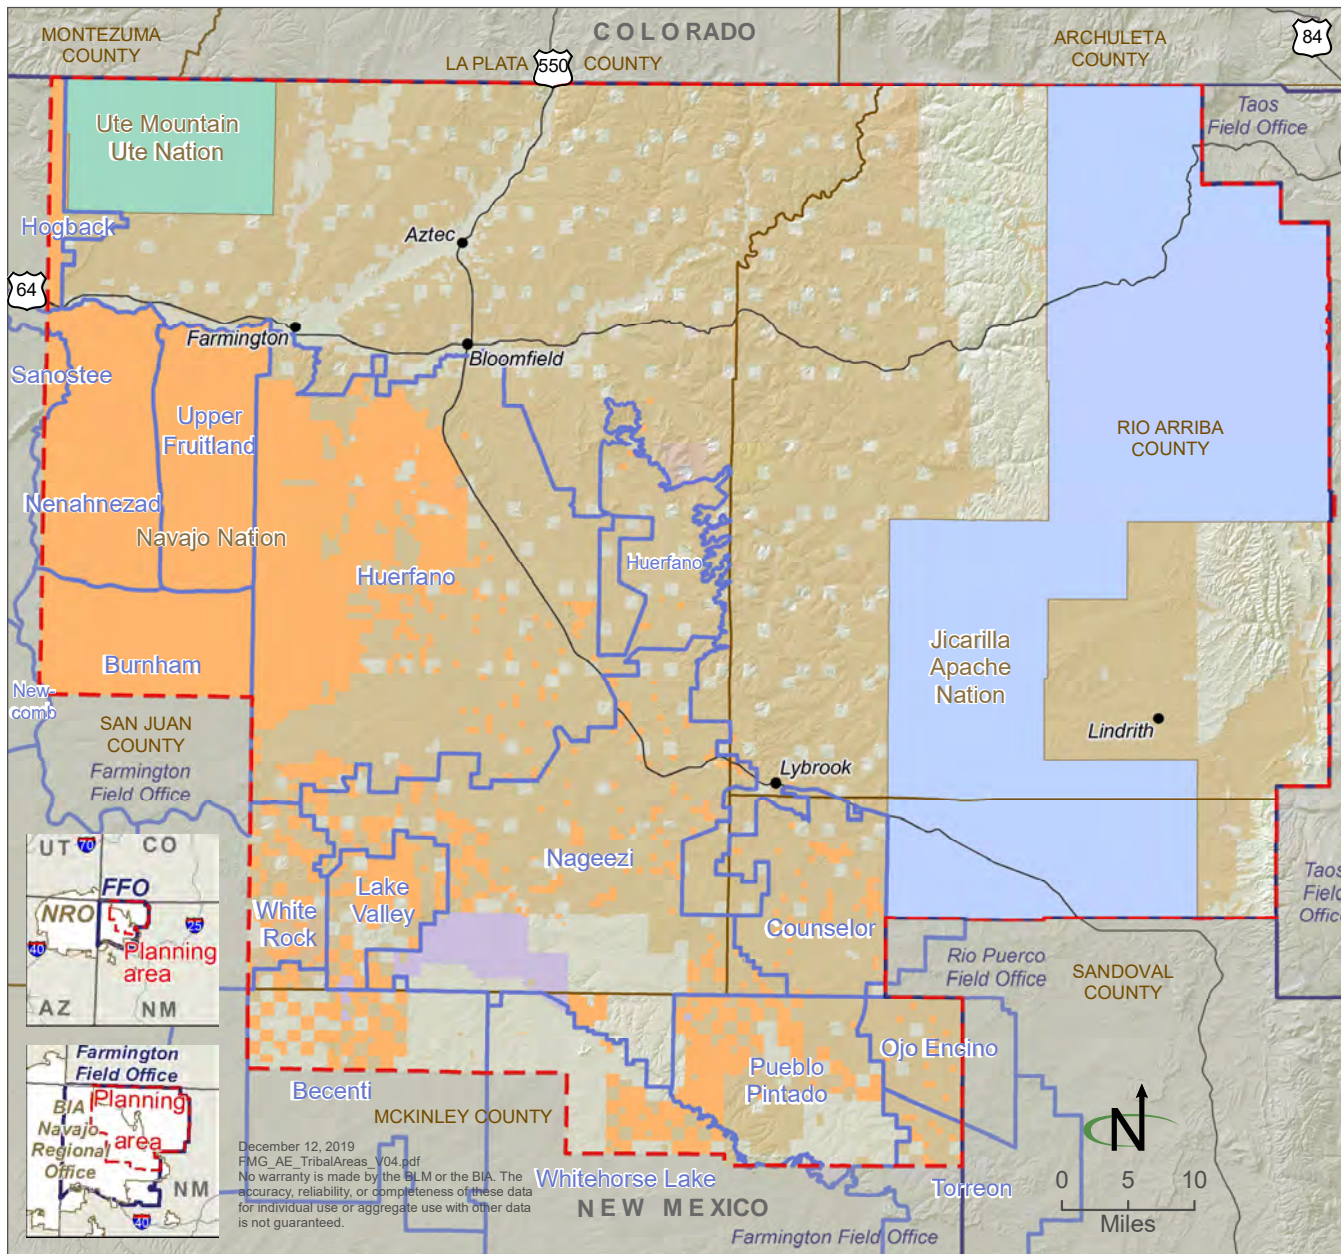 COLORADO
MONTEZUMA
COUNTY
LA PLATA
550
COUNTY
ARCHULETA
COUNTY
84
Taos
Field Office
Ute Mountain
Ute Nation
Hogback
Aztec
64
Farmington
Bloomfield
Sanostee
Upper
Fruitland
RIO ARRIBA
COUNTY
Nenahnezad
Navajo Nation
Huerfano
Huerfano
Burnham
Jicarilla
Apache
Nation
New-
comb
SAN JUAN
COUNTY
Farmington
Field Office
Lindrith
Lybrook
Nageezi
Lake
Valley
White
Rock
Counselor
Taos
Field
Office
Rio Puerco
Field Office
SANDOVAL
COUNTY
UT
70
CO
FFO
NRO
25
40
Planning
area
AZ
NM
Ojo Encino
Pueblo
Pintado
Becenti
MCKINLEY COUNTY
Farmington
Field Office
BIA
Navajo
Regional
Office
Planning
area
NM
40
December 12, 2019
FMG_AE_TribalAreas_V04.pdf
No warranty is made by the BLM or the BIA. The
accuracy, reliability, or completeness of these data
for individual use or aggregate use with other data
is not guaranteed.
Whitehorse Lake
NEW MEXICO
Torreon
Farmington Field Office
N
0 5 10
Miles